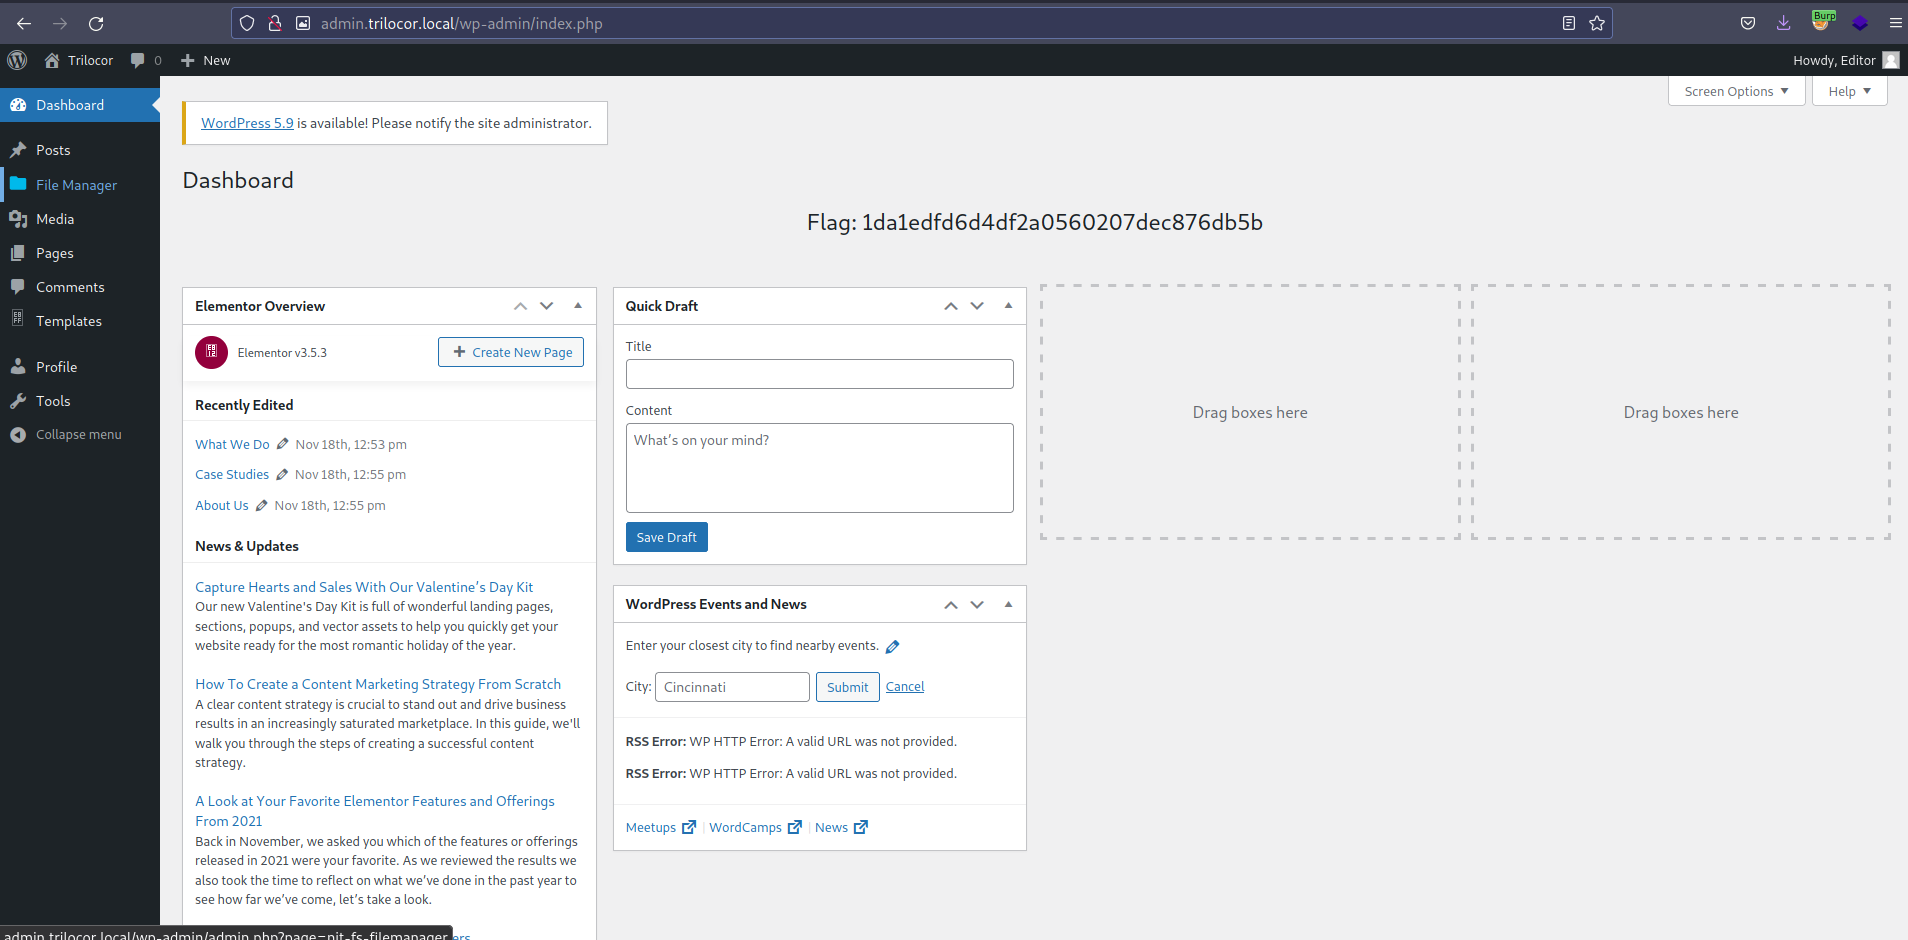 admin.trilocor.local/wp-admin/index.php
Burp
Trilocor
0
New
Howdy, Editor
Dashboard
Posts
File Manager
Media
Pages
Comments
Templates
Profile
Tools
Collapse menu
Screen Options
Help
WordPress 5.9 is available! Please notify the site administrator.
Dashboard
Flag: 1da1edfd6d4df2a0560207dec876db5b
Elementor Overview
Elementor v3.5.3
Create New Page
Recently Edited
What We Do Nov 18th, 12:53 pm
Case Studies Nov 18th, 12:55 pm
About Us Nov 18th, 12:55 pm
News & Updates
Capture Hearts and Sales With Our Valentine’s Day Kit
Our new Valentine's Day Kit is full of wonderful landing pages,
sections, popups, and vector assets to help you quickly get your
website ready for the most romantic holiday of the year.
How To Create a Content Marketing Strategy From Scratch
A clear content strategy is crucial to stand out and drive business
results in an increasingly saturated marketplace. In this guide, we'll
walk you through the steps of creating a successful content
strategy.
A Look at Your Favorite Elementor Features and Offerings
From 2021
Back in November, we asked you which of the features or offerings
released in 2021 were your favorite. As we reviewed the results we
also took the time to reflect on what we’ve done in the past year to
see how far we’ve come, let’s take a look.
Quick Draft
Title
Content
What’s on your mind?
Save Draft
WordPress Events and News
Enter your closest city to find nearby events.
City: Cincinnati Submit Cancel
RSS Error: WP HTTP Error: A valid URL was not provided.
RSS Error: WP HTTP Error: A valid URL was not provided.
Meetups | WordCamps | News
Drag boxes here
Drag boxes here
admin.trilocor.local/wp-admin/admin.php?page=njt-fs-filemanager